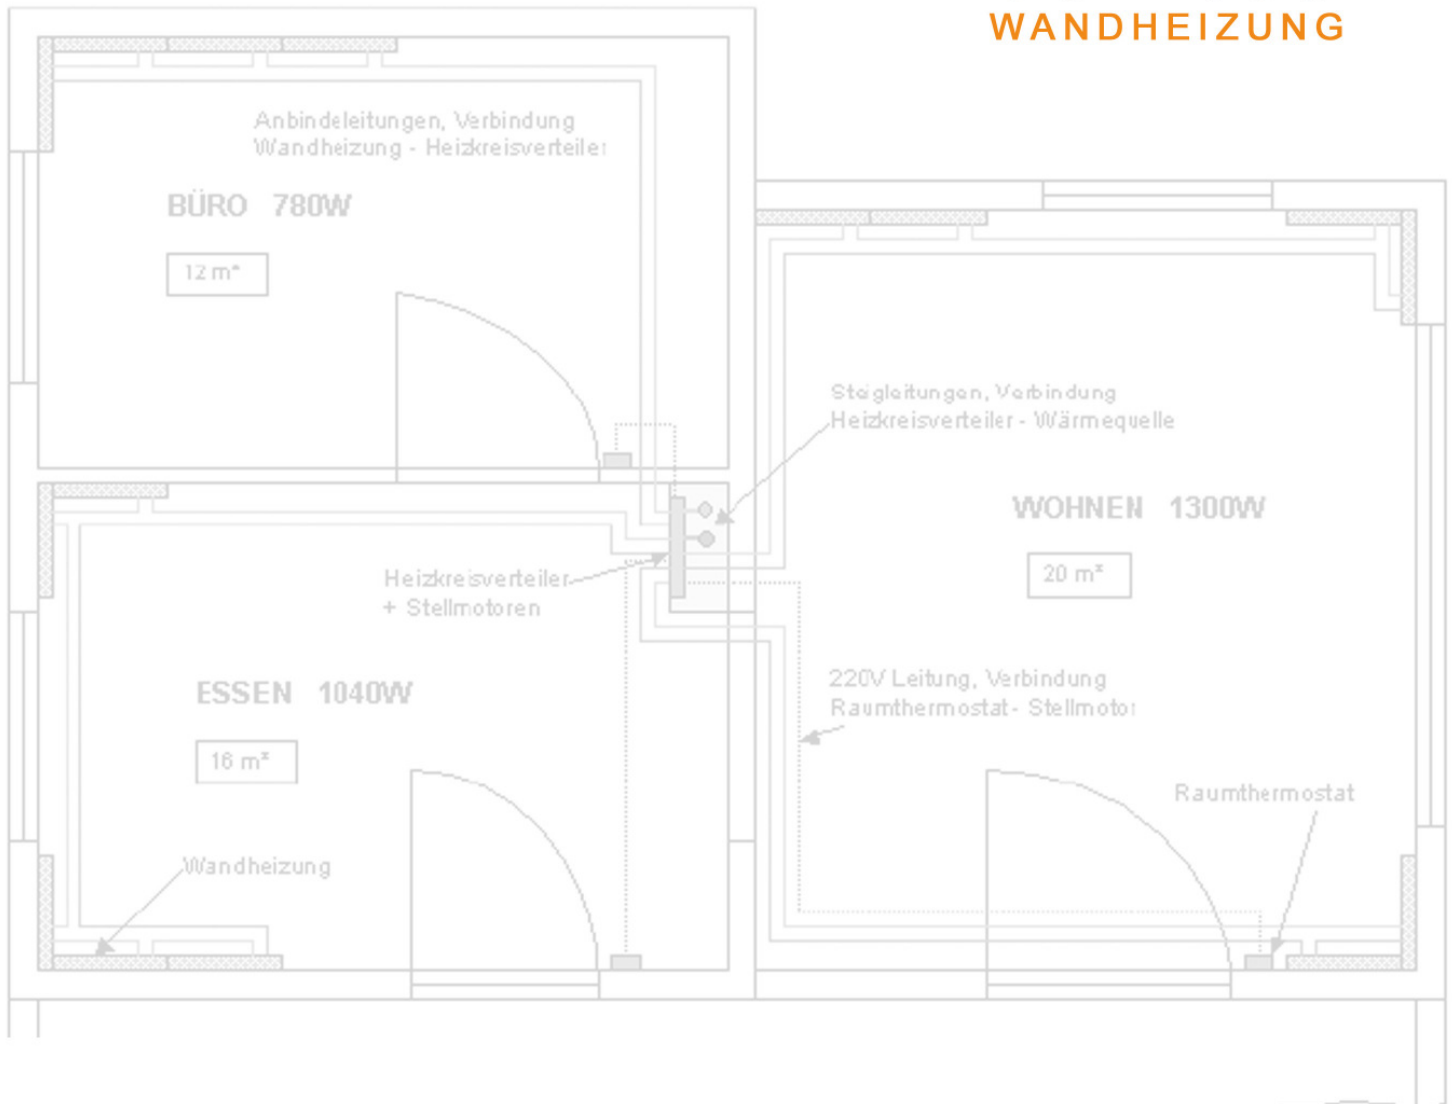 WANDHEIZUNG
Anbindeleitungen, Verbindung
Wandheizung - Heizkreisverteiler
BÜRO 780W
12 m²
Steigleitungen, Verbindung
Heizkreisverteiler - Wärmequelle
WOHNEN 1300W
20 m²
Heizkreisverteiler
+ Stellmotoren
220V Leitung, Verbindung
Raumthermostat- Stellmotor
ESSEN 1040W
16 m²
Raumthermostat
Wandheizung